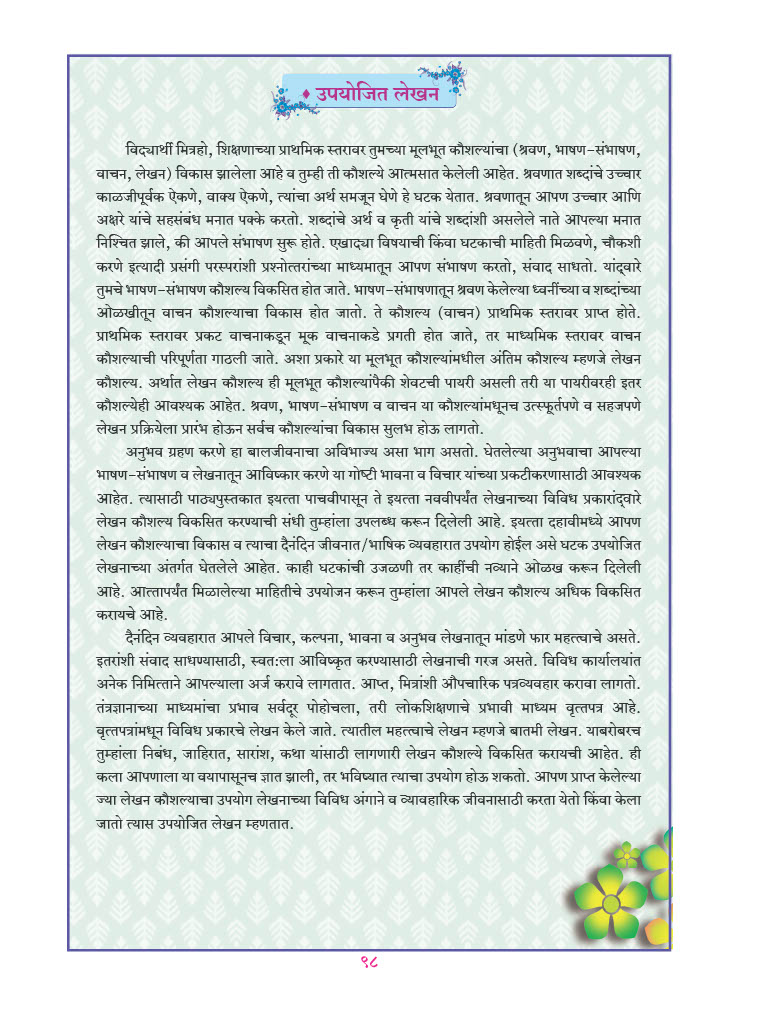 ♦ उपयोजित लेखन
विद्यार्थी मित्रहो, शिक्षणाच्या प्राथमिक स्तरावर तुमच्या मूलभूत कौशल्यांचा (श्रवण, भाषण-संभाषण,
वाचन, लेखन) विकास झालेला आहे व तुम्ही ती कौशल्ये आत्मसात केलेली आहेत. श्रवणात शब्दांचे उच्चार
काळजीपूर्वक ऐकणे, वाक्य ऐकणे, त्यांचा अर्थ समजून घेणे हे घटक येतात. श्रवणातून आपण उच्चार आणि
अक्षरे यांचे सहसंबंध मनात पक्के करतो. शब्दांचे अर्थ व कृती यांचे शब्दांशी असलेले नाते आपल्या मनात
निश्चित झाले, की आपले संभाषण सुरू होते. एखाद्या विषयाची किंवा घटकाची माहिती मिळवणे, चौकशी
करणे इत्यादी प्रसंगी परस्परांशी प्रश्नोत्तरांच्या माध्यमातून आपण संभाषण करतो, संवाद साधतो. यांद्वारे
तुमचे भाषण-संभाषण कौशल्य विकसित होत जाते. भाषण-संभाषणातून श्रवण केलेल्या ध्वनींच्या व शब्दांच्या
ओळखीतून वाचन कौशल्याचा विकास होत जातो. ते कौशल्य (वाचन) प्राथमिक स्तरावर प्राप्त होते.
प्राथमिक स्तरावर प्रकट वाचनाकडून मूक वाचनाकडे प्रगती होत जाते, तर माध्यमिक स्तरावर वाचन
कौशल्याची परिपूर्णता गाठली जाते. अशा प्रकारे या मूलभूत कौशल्यांमधील अंतिम कौशल्य म्हणजे लेखन
कौशल्य. अर्थात लेखन कौशल्य ही मूलभूत कौशल्यांपैकी शेवटची पायरी असली तरी या पायरीवरही इतर
कौशल्येही आवश्यक आहेत. श्रवण, भाषण-संभाषण व वाचन या कौशल्यांमधूनच उत्स्फूर्तपणे व सहजपणे
लेखन प्रक्रियेला प्रारंभ होऊन सर्वच कौशल्यांचा विकास सुलभ होऊ लागतो.
अनुभव ग्रहण करणे हा बालजीवनाचा अविभाज्य असा भाग असतो. घेतलेल्या अनुभवाचा आपल्या
भाषण-संभाषण व लेखनातून आविष्कार करणे या गोष्टी भावना व विचार यांच्या प्रकटीकरणासाठी आवश्यक
आहेत. त्यासाठी पाठ्यपुस्तकात इयत्ता पाचवीपासून ते इयत्ता नववीपर्यंत लेखनाच्या विविध प्रकारांद्वारे
लेखन कौशल्य विकसित करण्याची संधी तुम्हांला उपलब्ध करून दिलेली आहे. इयत्ता दहावीमध्ये आपण
लेखन कौशल्याचा विकास व त्याचा दैनंदिन जीवनात/भाषिक व्यवहारात उपयोग होईल असे घटक उपयोजित
लेखनाच्या अंतर्गत घेतलेले आहेत. काही घटकांची उजळणी तर काहींची नव्याने ओळख करून दिलेली
आहे. आत्तापर्यंत मिळालेल्या माहितीचे उपयोजन करून तुम्हांला आपले लेखन कौशल्य अधिक विकसित
करायचे आहे.
दैनंदिन व्यवहारात आपले विचार, कल्पना, भावना व अनुभव लेखनातून मांडणे फार महत्त्वाचे असते.
इतरांशी संवाद साधण्यासाठी, स्वत:ला आविष्कृत करण्यासाठी लेखनाची गरज असते. विविध कार्यालयांत
अनेक निमित्ताने आपल्याला अर्ज करावे लागतात. आप्त, मित्रांशी औपचारिक पत्रव्यवहार करावा लागतो.
तंत्रज्ञानाच्या माध्यमांचा प्रभाव सर्वदूर पोहोचला, तरी लोकशिक्षणाचे प्रभावी माध्यम वृत्तपत्र आहे.
वृत्तपत्रांमधून विविध प्रकारचे लेखन केले जाते. त्यातील महत्त्वाचे लेखन म्हणजे बातमी लेखन. याबरोबरच
तुम्हांला निबंध, जाहिरात, सारांश, कथा यांसाठी लागणारी लेखन कौशल्ये विकसित करायची आहेत. ही
कला आपणाला या वयापासूनच ज्ञात झाली, तर भविष्यात त्याचा उपयोग होऊ शकतो. आपण प्राप्त केलेल्या
ज्या लेखन कौशल्याचा उपयोग लेखनाच्या विविध अंगाने व व्यावहारिक जीवनासाठी करता येतो किंवा केला
जातो त्यास उपयोजित लेखन म्हणतात.
९८